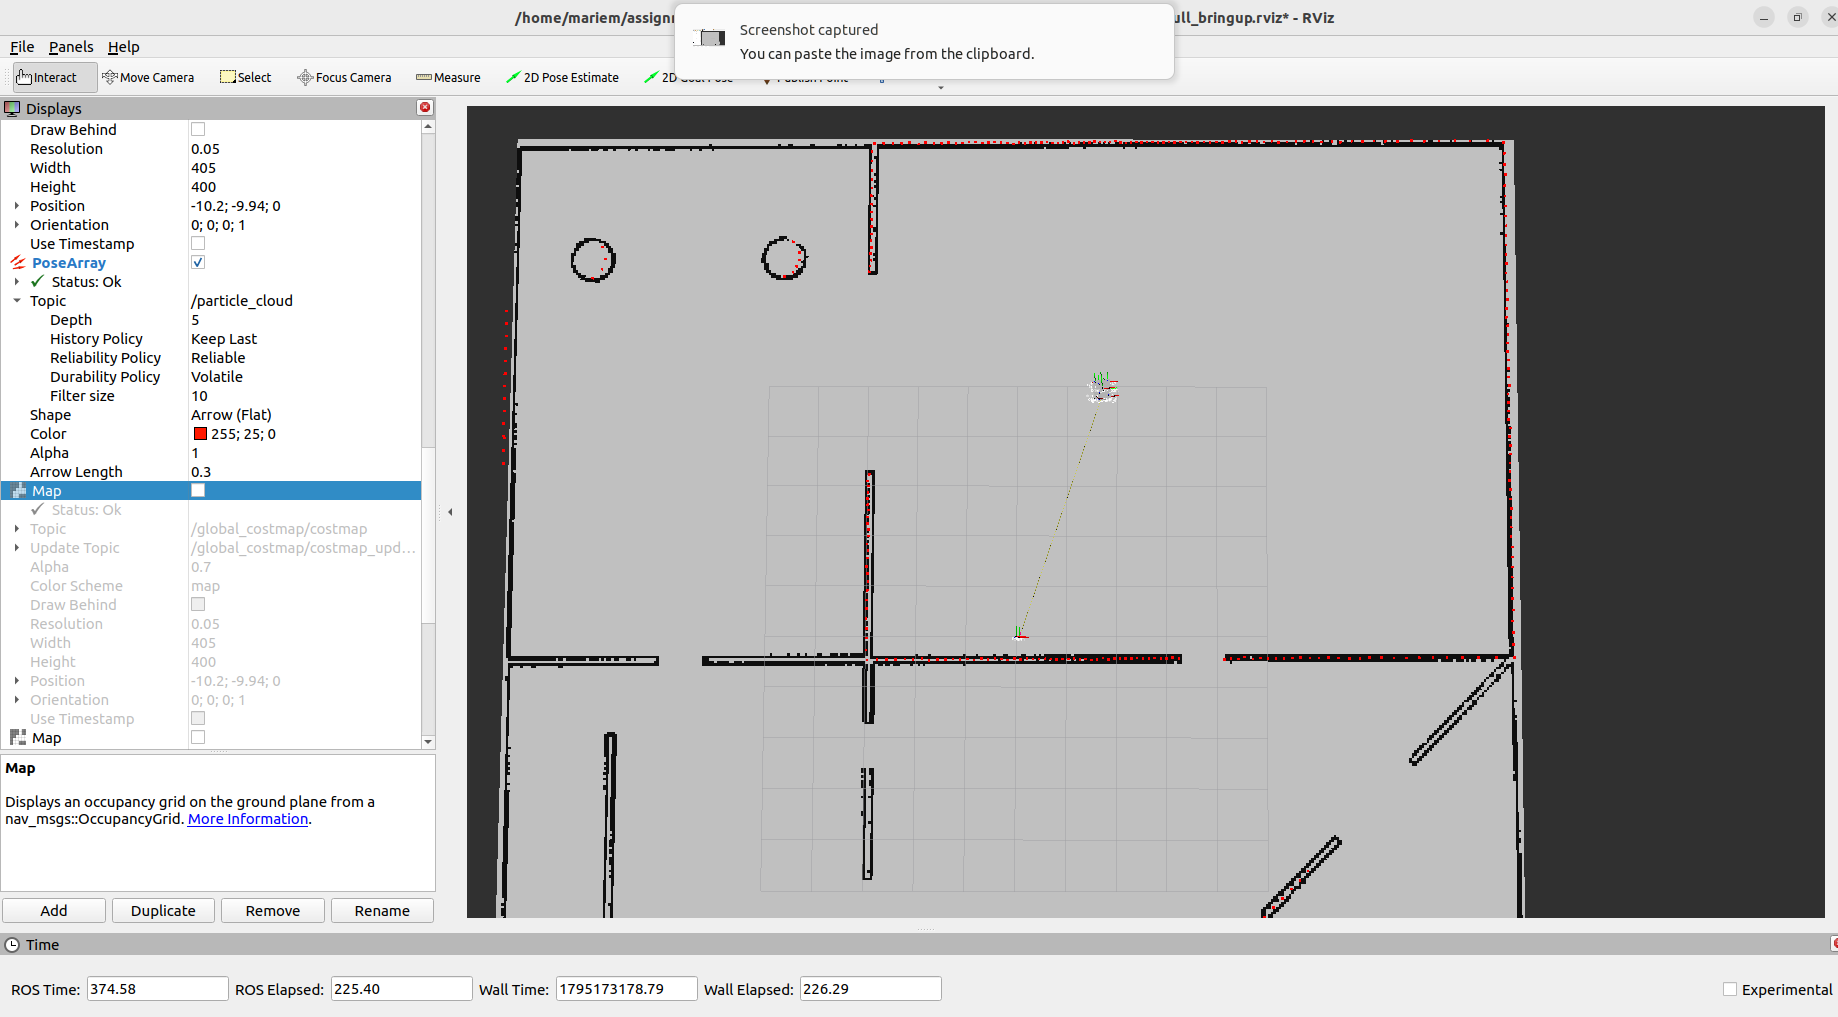 /home/mariem/assignr
ull_bringup.rviz* - RViz
Screenshot captured
You can paste the image from the clipboard.
File Panels Help
Interact Move Camera Select Focus Camera Measure 2D Pose Estimate
Displays
Draw Behind
Resolution 0.05
Width 405
Height 400
Position -10.2; -9.94; 0
Orientation 0; 0; 0; 1
Use Timestamp
PoseArray
Status: Ok
Topic /particle_cloud
Depth 5
History Policy Keep Last
Reliability Policy Reliable
Durability Policy Volatile
Filter size 10
Shape Arrow (Flat)
Color 255; 25; 0
Alpha 1
Arrow Length 0.3
Map
Status: Ok
Topic /global_costmap/costmap
Update Topic /global_costmap/costmap_upd...
Alpha 0.7
Color Scheme map
Draw Behind
Resolution 0.05
Width 405
Height 400
Position -10.2; -9.94; 0
Orientation 0; 0; 0; 1
Use Timestamp
Map
Map
Displays an occupancy grid on the ground plane from a
nav_msgs::OccupancyGrid. More Information.
Add Duplicate Remove Rename
Time
ROS Time: 374.58 ROS Elapsed: 225.40 Wall Time: 1795173178.79 Wall Elapsed: 226.29 Experimental